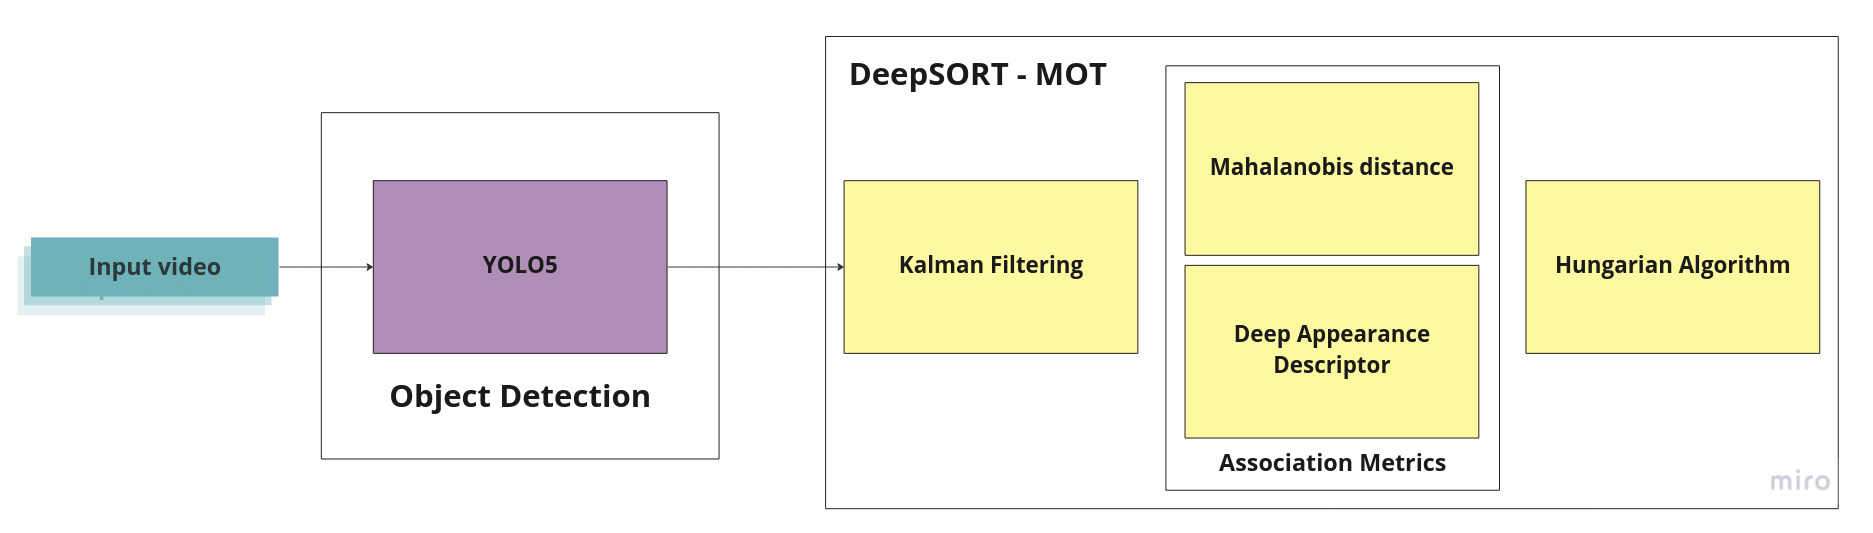 Input video
YOLO5
Object Detection
DeepSORT - MOT
Kalman Filtering
Mahalanobis distance
Deep Appearance
Descriptor
Association Metrics
Hungarian Algorithm
miro